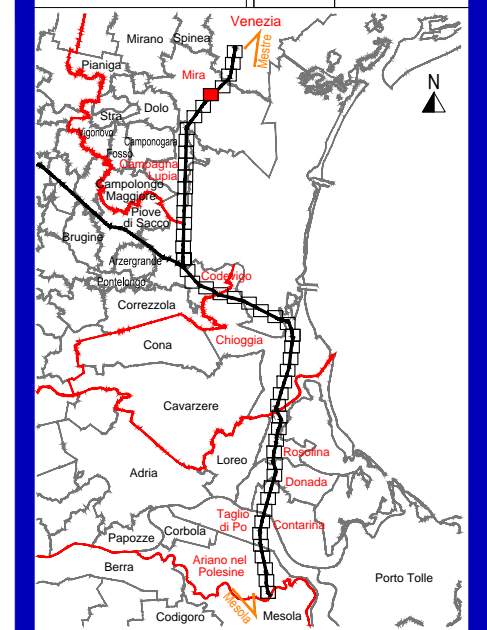 Venezia
Mirano
Spinea
Mestre
Pianiga
Mira
N
Dolo
Stra
Vigonovo
Camponogara
Fosso
Campagna
Lupia
Campolongo
Maggiore
Piove
di Sacco
Brugine
Arzergrande
Codevigo
Pontelongo
Correzzola
Chioggia
Cona
Cavarzere
Rosolina
Loreo
Adria
Donada
Taglio
di Po
Contarina
Corbola
Papozze
Ariano nel
Polesine
Berra
Porto Tolle
Mesola
Codigoro
Mesola